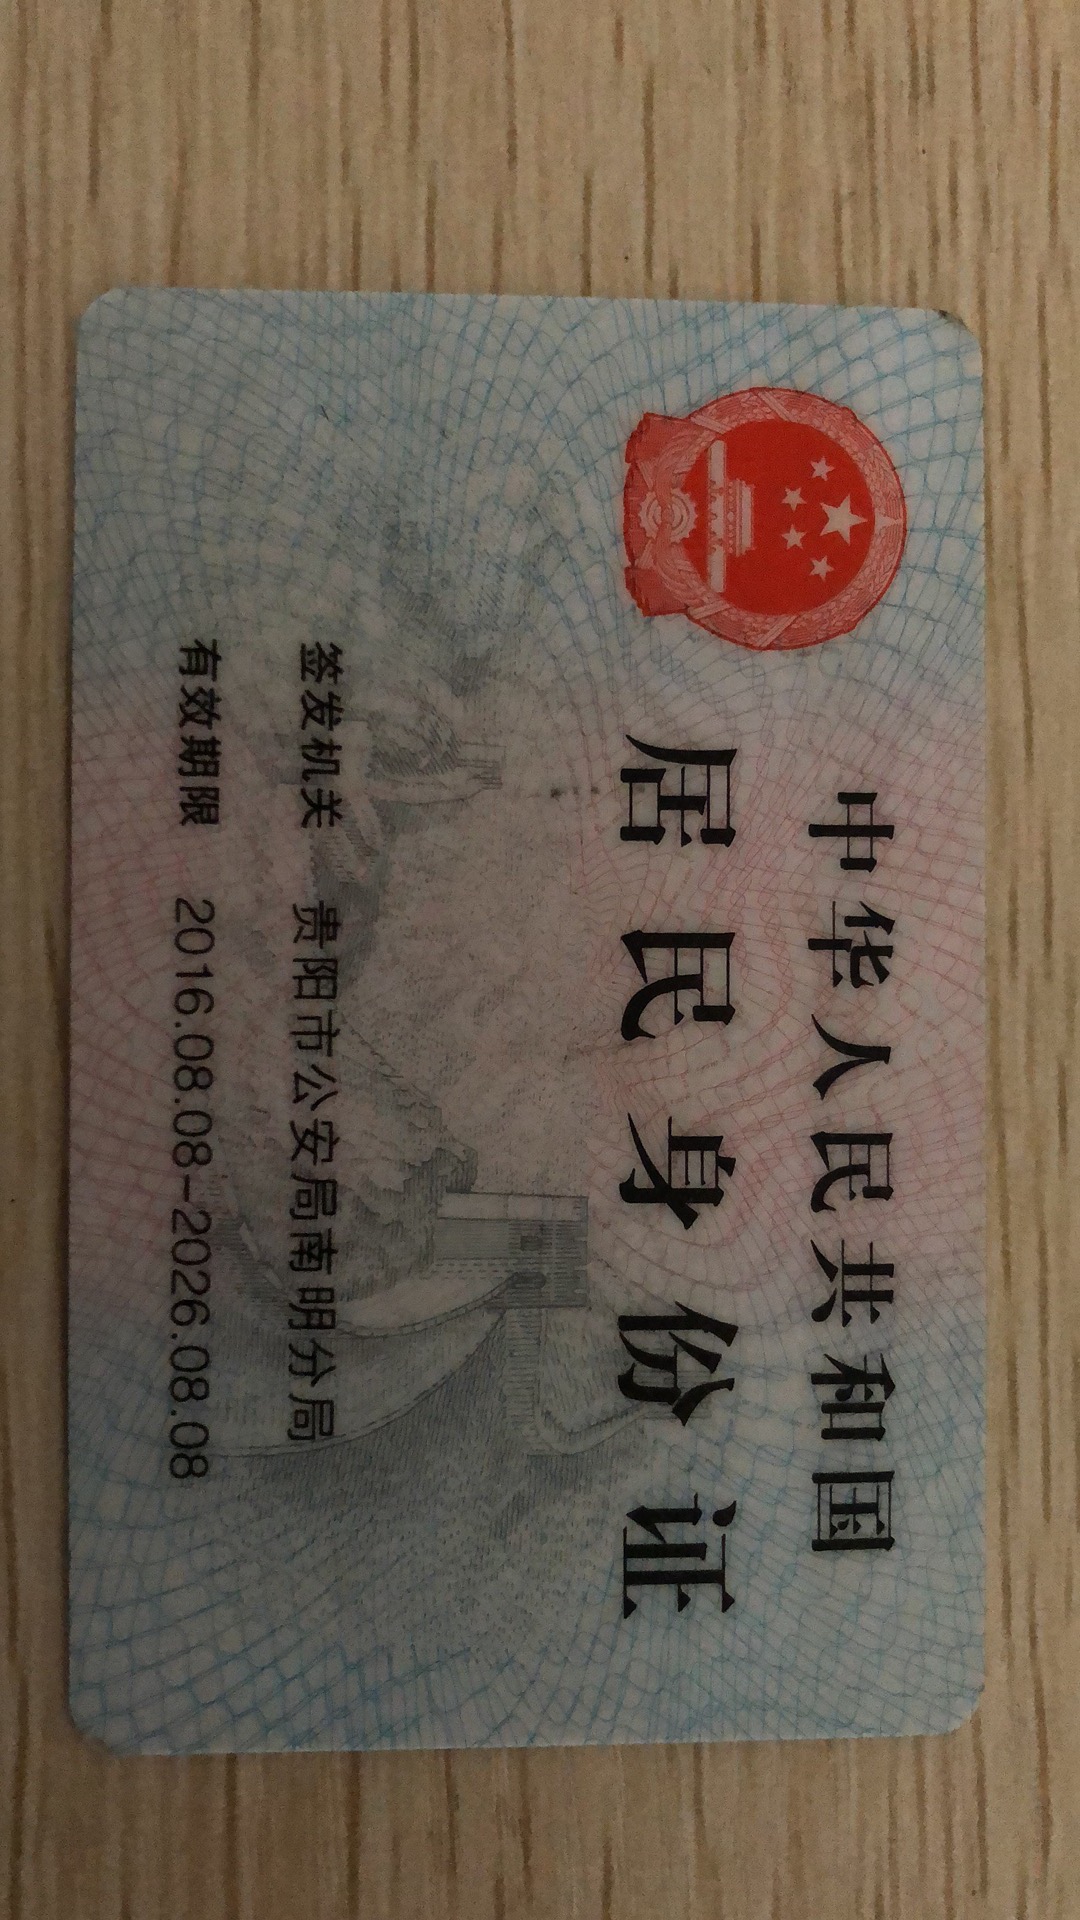 中华人民共和国
居民身份证
签发机关 贵阳市公安局南明分局
有效期限 2016.08.08-2026.08.08